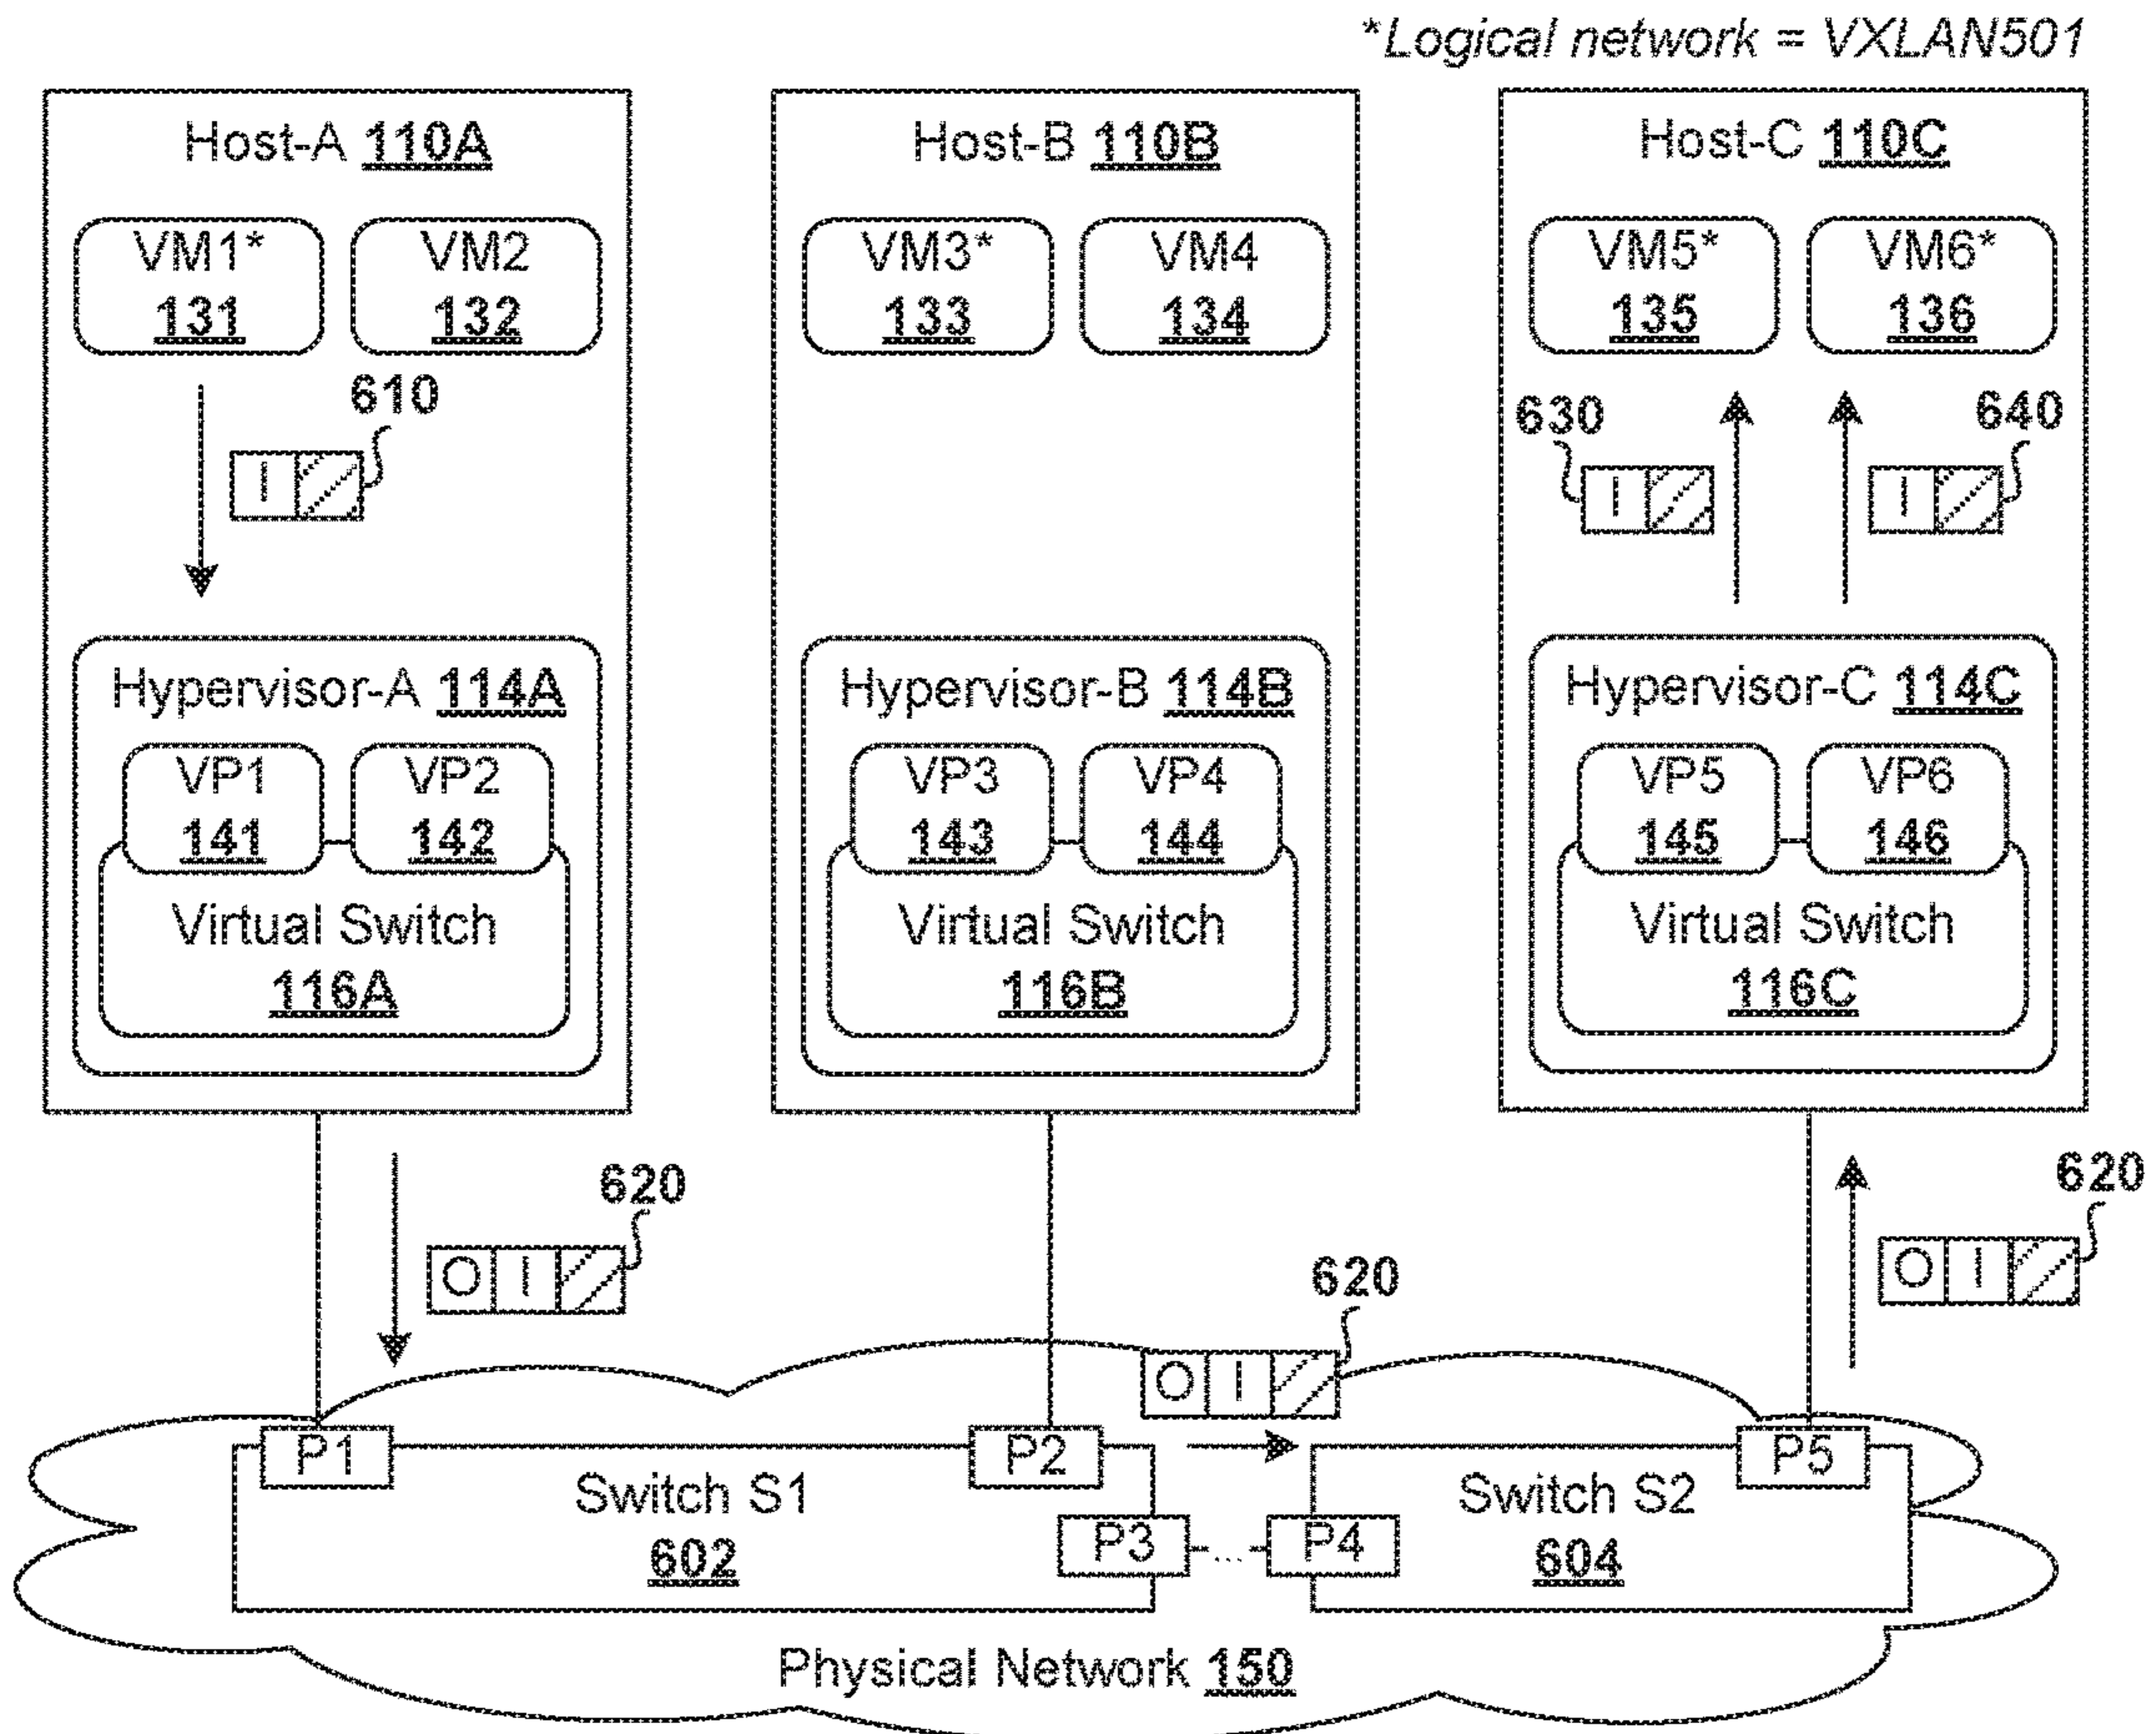 *Logical network = VXLAN501
Host-A 110A
VM1*
131
VM2
132
610
I
Hypervisor-A 114A
VP1
141
VP2
142
Virtual Switch
116A
Host-B 110B
VM3*
133
VM4
134
Hypervisor-B 114B
VP3
143
VP4
144
Virtual Switch
116B
Host-C 110C
VM5*
135
VM6*
136
630
I
640
I
Hypervisor-C 114C
VP5
145
VP6
146
Virtual Switch
116C
620
O I
620
O I
620
O I
P1
P2
Switch S1
602
P3
...
P4
P5
Switch S2
604
Physical Network 150